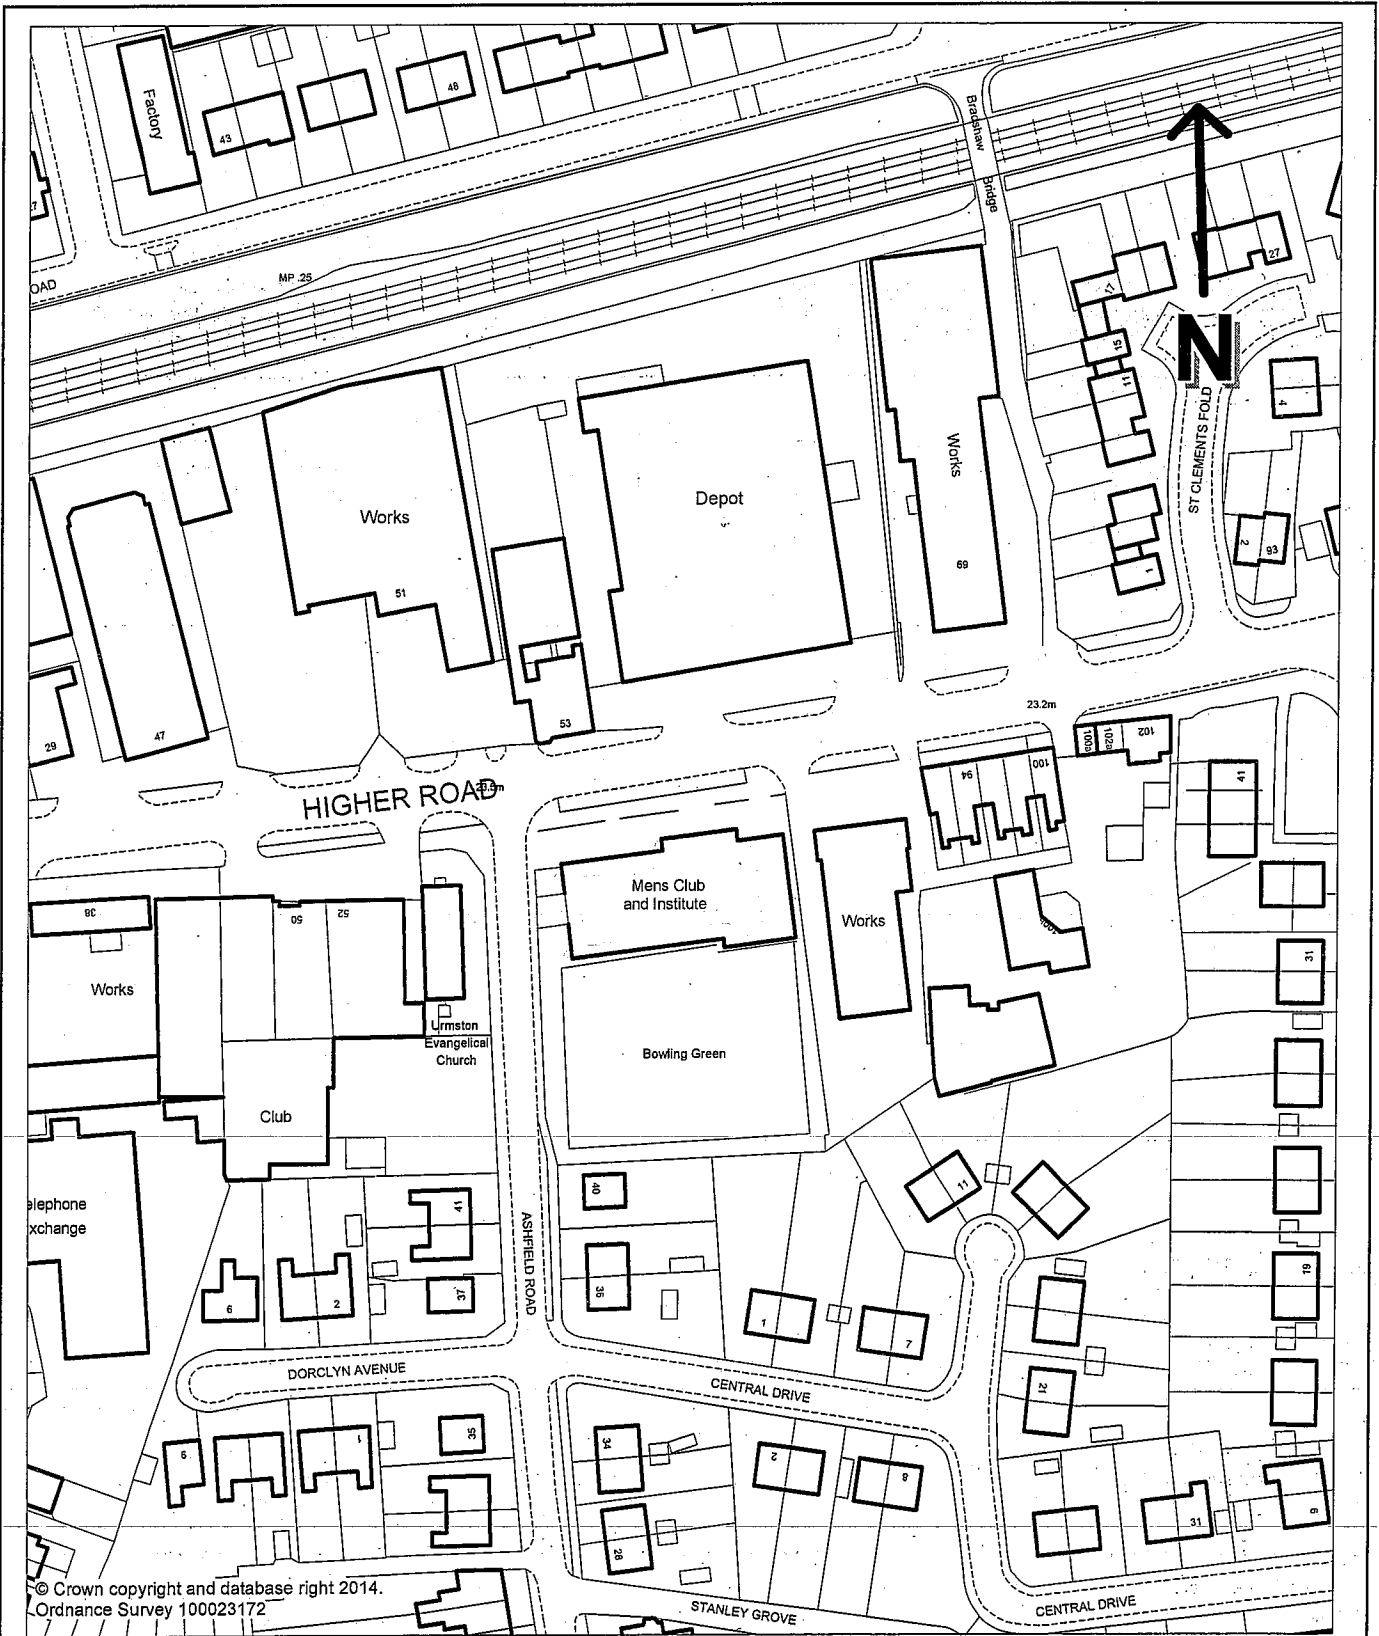 Factory
43
48
Bradshaw
Bridge
OAD
MP .25
27
17
15
11
N
4
ST CLEMENTS FOLD
Works
Depot
Works
51
69
2
93
1
29
47
53
23.2m
HIGHER ROAD
100a
102a
102
94
100
41
38
50
52
Mens Club
and Institute
Works
31
Works
Urmston
Evangelical
Church
Bowling Green
Club
elephone
xchange
41
40
11
ASHFIELD ROAD
6
2
37
36
1
7
19
DORCLYN AVENUE
CENTRAL DRIVE
21
9
1
35
34
2
8
28
31
6
© Crown copyright and database right 2014.
Ordnance Survey 100023172
STANLEY GROVE
CENTRAL DRIVE